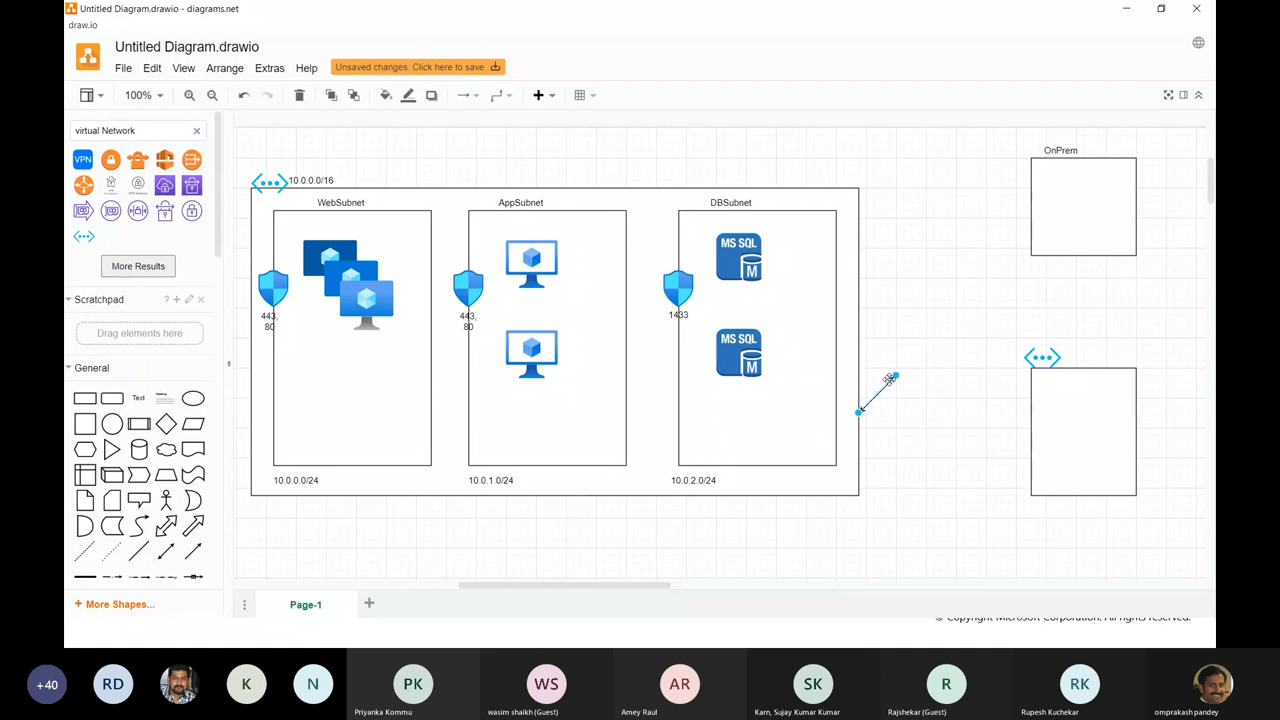 Untitled Diagram.drawio - diagrams.net
draw.io
Untitled Diagram.drawio
File Edit View Arrange Extras Help
Unsaved changes. Click here to save.
100%
virtual Network
VPN
More Results
Scratchpad
?
Drag elements here
General
Text
+ More Shapes...
10.0.0.0/16
WebSubnet
AppSubnet
DBSubnet
OnPrem
MS SQL
M
443,
80
443,
80
1433
MS SQL
M
10.0.0.0/24
10.0.1.0/24
10.0.2.0/24
Page-1
© Copyright Microsoft Corporation. All rights reserved.
+40
RD
K
N
PK
WS
AR
SK
R
RK
Priyanka Kommu
wasim shaikh (Guest)
Amey Raul
Karn, Sujay Kumar Kumar
Rajshekar (Guest)
Rupesh Kuchekar
omprakash pandey